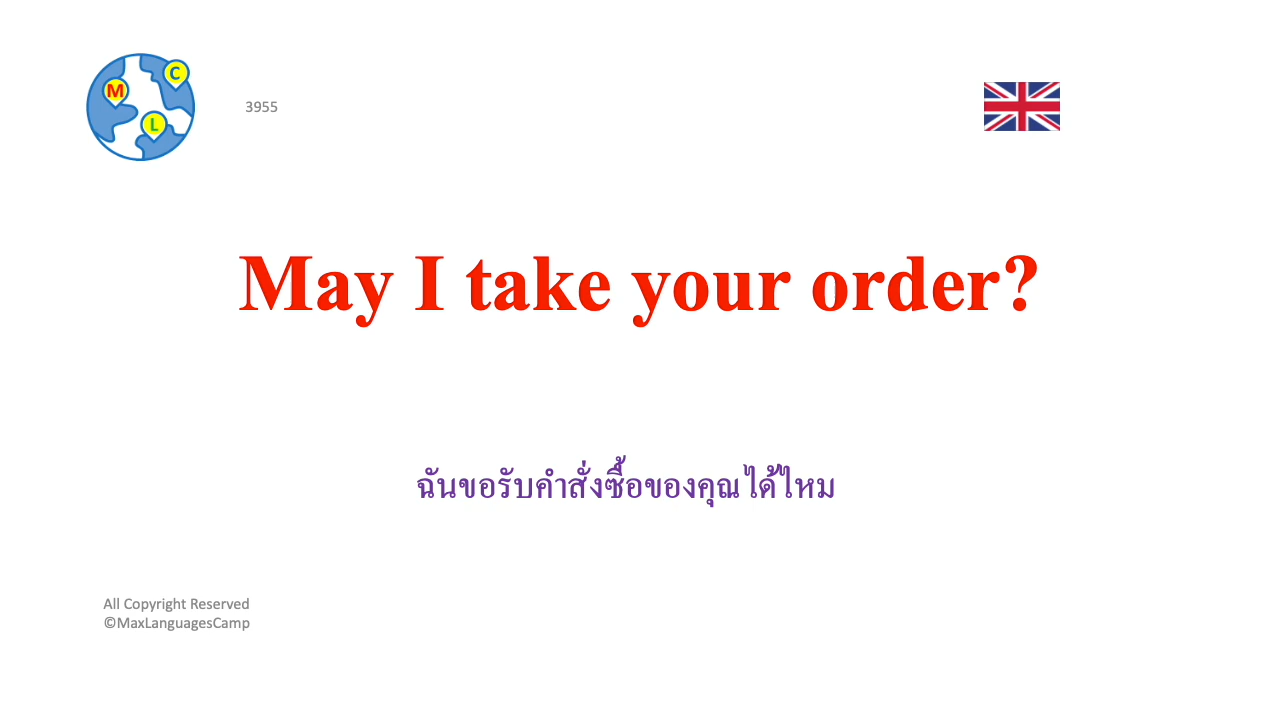 M
C
L
3955
May I take your order?
ฉันขอรับคำสั่งซื้อของคุณได้ไหม
All Copyright Reserved
©MaxLanguagesCamp